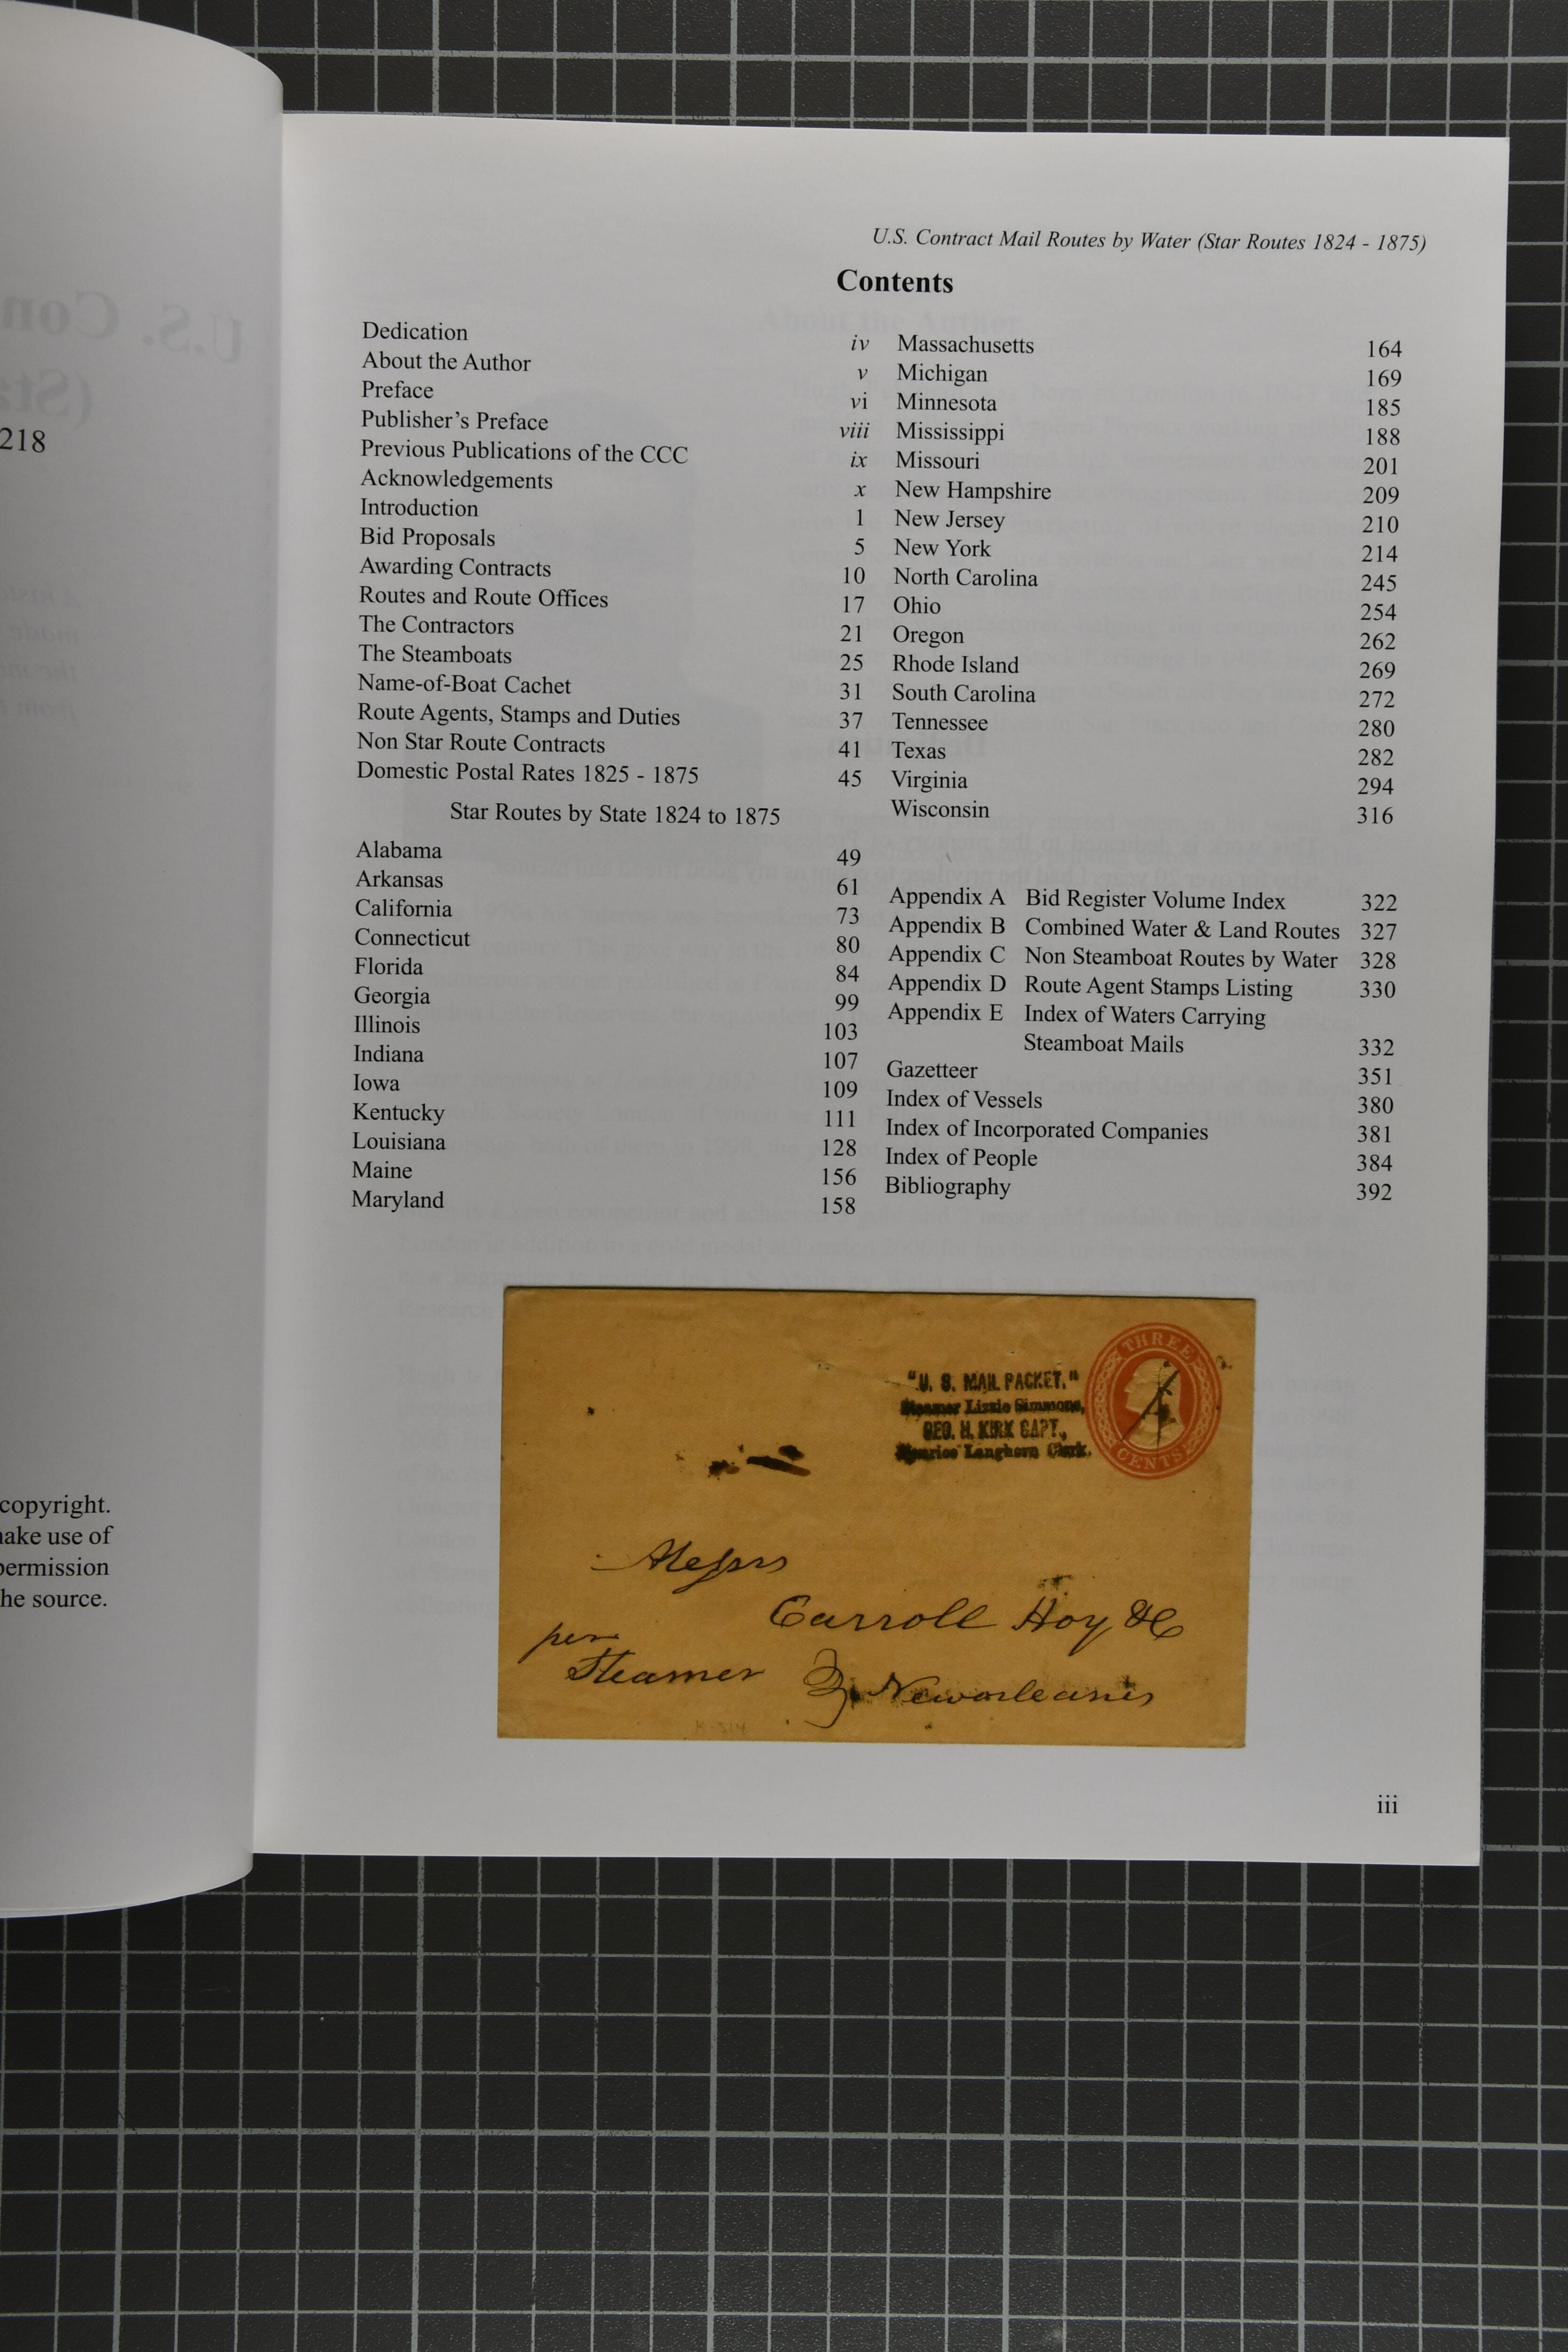 218
copyright.
make use of
permission
he source.
U.S. Contract Mail Routes by Water (Star Routes 1824 - 1875)
Contents
Dedication iv
About the Author v
Preface vi
Publisher's Preface viii
Previous Publications of the CCC ix
Acknowledgements x
Introduction 1
Bid Proposals 5
Awarding Contracts 10
Routes and Route Offices 17
The Contractors 21
The Steamboats 25
Name-of-Boat Cachet 31
Route Agents, Stamps and Duties 37
Non Star Route Contracts 41
Domestic Postal Rates 1825 - 1875 45
Star Routes by State 1824 to 1875
Alabama 49
Arkansas 61
California 73
Connecticut 80
Florida 84
Georgia 99
Illinois 103
Indiana 107
Iowa 109
Kentucky 111
Louisiana 128
Maine 156
Maryland 158
Massachusetts 164
Michigan 169
Minnesota 185
Mississippi 188
Missouri 201
New Hampshire 209
New Jersey 210
New York 214
North Carolina 245
Ohio 254
Oregon 262
Rhode Island 269
South Carolina 272
Tennessee 280
Texas 282
Virginia 294
Wisconsin 316
Appendix A Bid Register Volume Index 322
Appendix B Combined Water & Land Routes 327
Appendix C Non Steamboat Routes by Water 328
Appendix D Route Agent Stamps Listing 330
Appendix E Index of Waters Carrying
Steamboat Mails 332
Gazetteer 351
Index of Vessels 380
Index of Incorporated Companies 381
Index of People 384
Bibliography 392
"U. S. MAIL PACKET."
Steamer Lizzie Simmons,
GEO. H. KIRK CAPT.,
Langhorn Clerk.
THREE
CENTS
Messrs
Carroll Hoy & Co
per
Steamer
Neworleans
iii